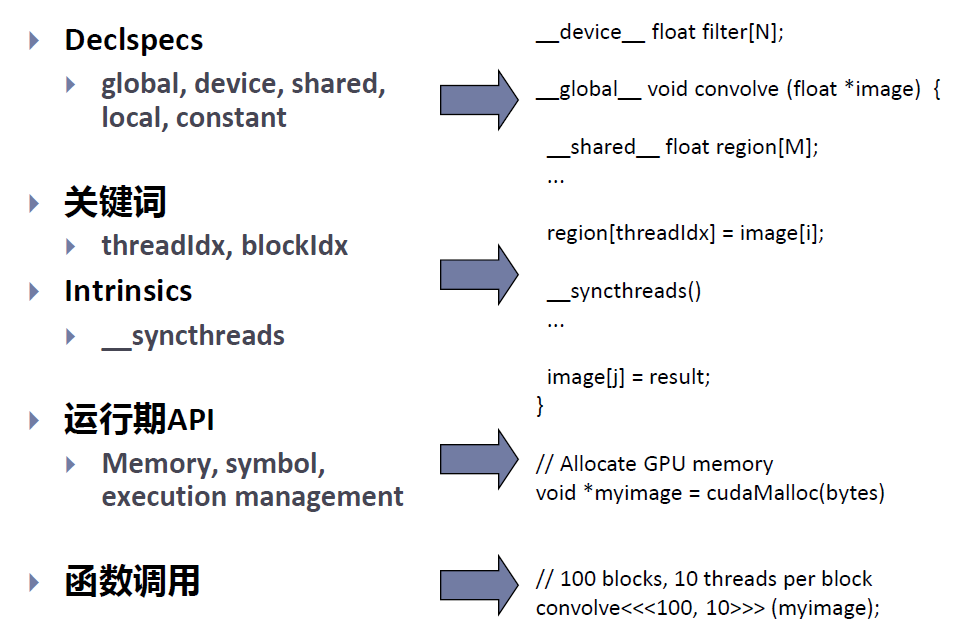 Declspecs
global, device, shared,
local, constant
关键词
threadIdx, blockIdx
Intrinsics
__syncthreads
运行期API
Memory, symbol,
execution management
函数调用
__device__ float filter[N];
__global__ void convolve (float *image) {
__shared__ float region[M];
...
region[threadIdx] = image[i];
__syncthreads()
...
image[j] = result;
}
// Allocate GPU memory
void *myimage = cudaMalloc(bytes)
// 100 blocks, 10 threads per block
convolve<<<100, 10>>> (myimage);